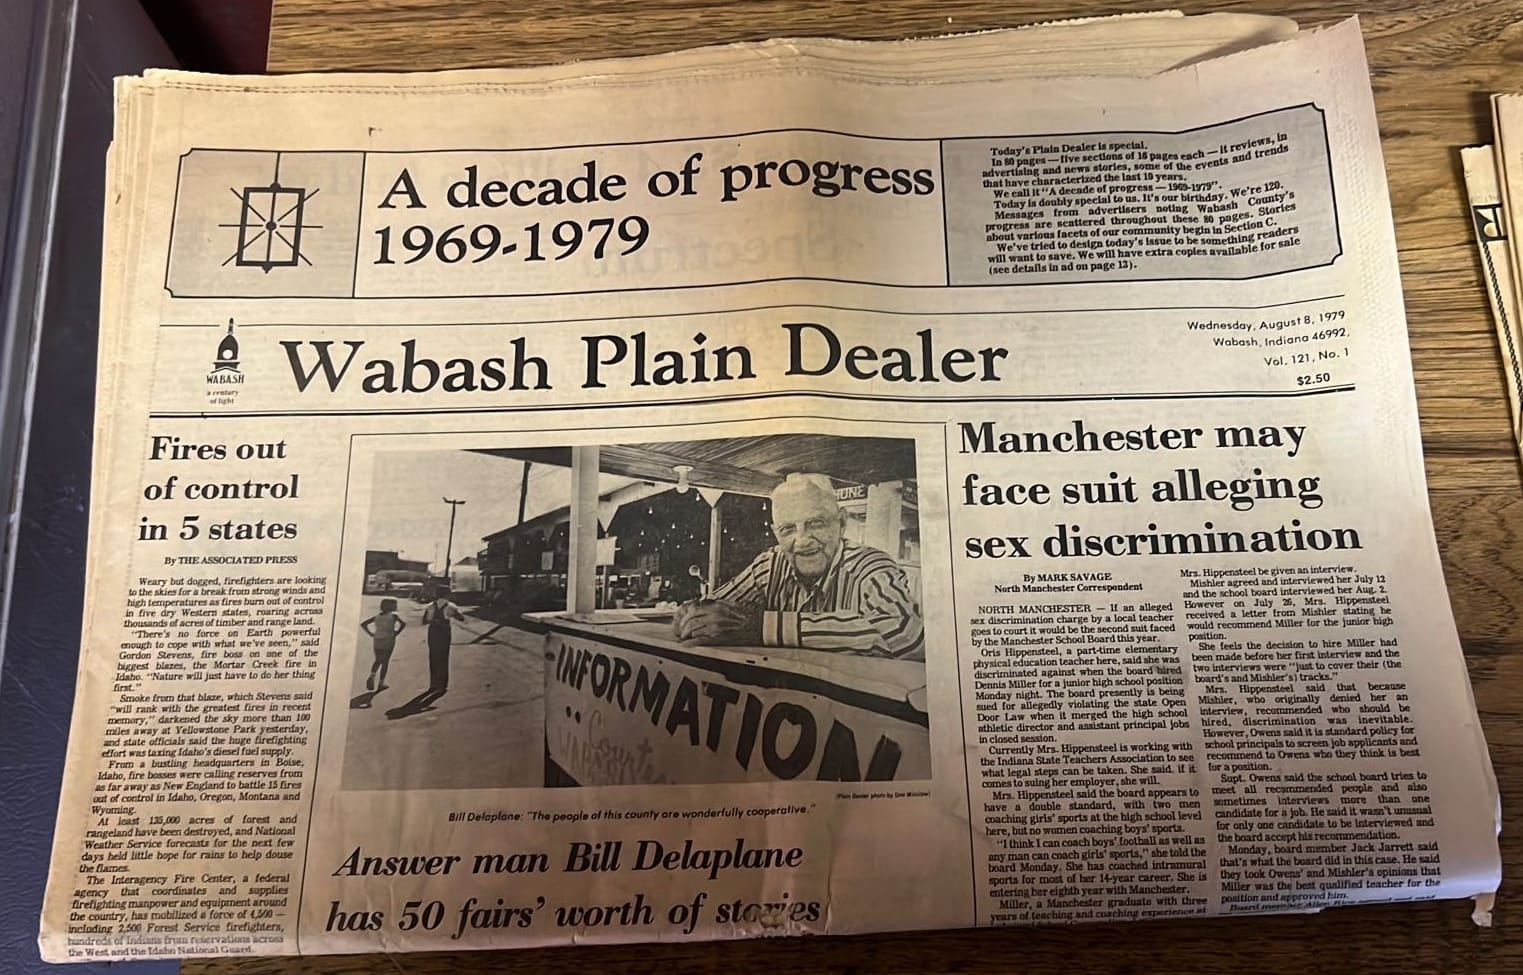 A decade of progress
1969-1979
Today's Plain Dealer is special.
In 80 pages — five sections of 16 pages each — it reviews, in
advertising and news stories, some of the events and trends
that have characterized the last 10 years.
We call it "A decade of progress — 1969-1979".
Today is doubly special to us. It's our birthday. We're 120.
Messages from advertisers noting Wabash County's
progress are scattered throughout these 80 pages. Stories
about various facets of our community begin in Section C.
We've tried to design today's issue to be something readers
will want to save. We will have extra copies available for sale
(see details in ad on page 13).
WABASH
a century
of light
Wabash Plain Dealer
Wednesday, August 8, 1979
Wabash, Indiana 46992,
Vol. 121, No. 1
$2.50
Fires out
of control
in 5 states
By THE ASSOCIATED PRESS
Weary but dogged, firefighters are looking
to the skies for a break from strong winds and
high temperatures as fires burn out of control
in five dry Western states, roaring across
thousands of acres of timber and range land.
"There's no force on Earth powerful
enough to cope with what we've seen," said
Gordon Stevens, fire boss on one of the
biggest blazes, the Mortar Creek fire in
Idaho. "Nature will just have to do her thing
first."
Smoke from that blaze, which Stevens said
"will rank with the greatest fires in recent
memory," darkened the sky more than 100
miles away at Yellowstone Park yesterday,
and state officials said the huge firefighting
effort was taxing Idaho's diesel fuel supply.
From a bustling headquarters in Boise,
Idaho, fire bosses were calling reserves from
as far away as New England to battle 15 fires
out of control in Idaho, Oregon, Montana and
Wyoming.
At least 135,000 acres of forest and
rangeland have been destroyed, and National
Weather Service forecasts for the next few
days held little hope for rains to help douse
the flames.
The Interagency Fire Center, a federal
agency that coordinates and supplies
firefighting manpower and equipment around
the country, has mobilized a force of 4,500 —
including 2,500 Forest Service firefighters,
hundreds of Indians from reservations across
the West and the Idaho National Guard.
INFORMATION
(Plain Dealer photo by Don Winslow)
Bill Delaplane: "The people of this county are wonderfully cooperative."
Answer man Bill Delaplane
has 50 fairs' worth of stories
Manchester may
face suit alleging
sex discrimination
By MARK SAVAGE
North Manchester Correspondent
NORTH MANCHESTER — If an alleged
sex discrimination charge by a local teacher
goes to court it would be the second suit faced
by the Manchester School Board this year.
Oris Hippensteel, a part-time elementary
physical education teacher here, said she was
discriminated against when the board hired
Dennis Miller for a junior high school position
Monday night. The board presently is being
sued for allegedly violating the state Open
Door Law when it merged the high school
athletic director and assistant principal jobs
in closed session.
Currently Mrs. Hippensteel is working with
the Indiana State Teachers Association to see
what legal steps can be taken. She said. if it
comes to suing her employer, she will.
Mrs. Hippensteel said the board appears to
have a double standard, with two men
coaching girls' sports at the high school level
here, but no women coaching boys' sports.
"I think I can coach boys' football as well as
any man can coach girls' sports," she told the
board Monday. She has coached intramural
sports for most of her 14-year career. She is
entering her eighth year with Manchester.
Miller, a Manchester graduate with three
years of teaching and coaching experience at
Mrs. Hippensteel be given an interview.
Mishler agreed and interviewed her July 12
and the school board interviewed her Aug. 2.
However on July 26, Mrs. Hippensteel
received a letter from Mishler stating he
would recommend Miller for the junior high
position.
She feels the decision to hire Miller had
been made before her first interview and the
two interviews were "just to cover their (the
board's and Mishler's) tracks."
Mrs. Hippensteel said that because
Mishler, who originally denied her an
interview, recommended who should be
hired, discrimination was inevitable.
However, Owens said it is standard policy for
school principals to screen job applicants and
recommend to Owens who they think is best
for a position.
Supt. Owens said the school board tries to
meet all recommended people and also
sometimes interviews more than one
candidate for a job. He said it wasn't unusual
for only one candidate to be interviewed and
the board accept his recommendation.
Monday, board member Jack Jarrett said
that's what the board did in this case. He said
they took Owens' and Mishler's opinions that
Miller was the best qualified teacher for the
position and approved him.
Board member